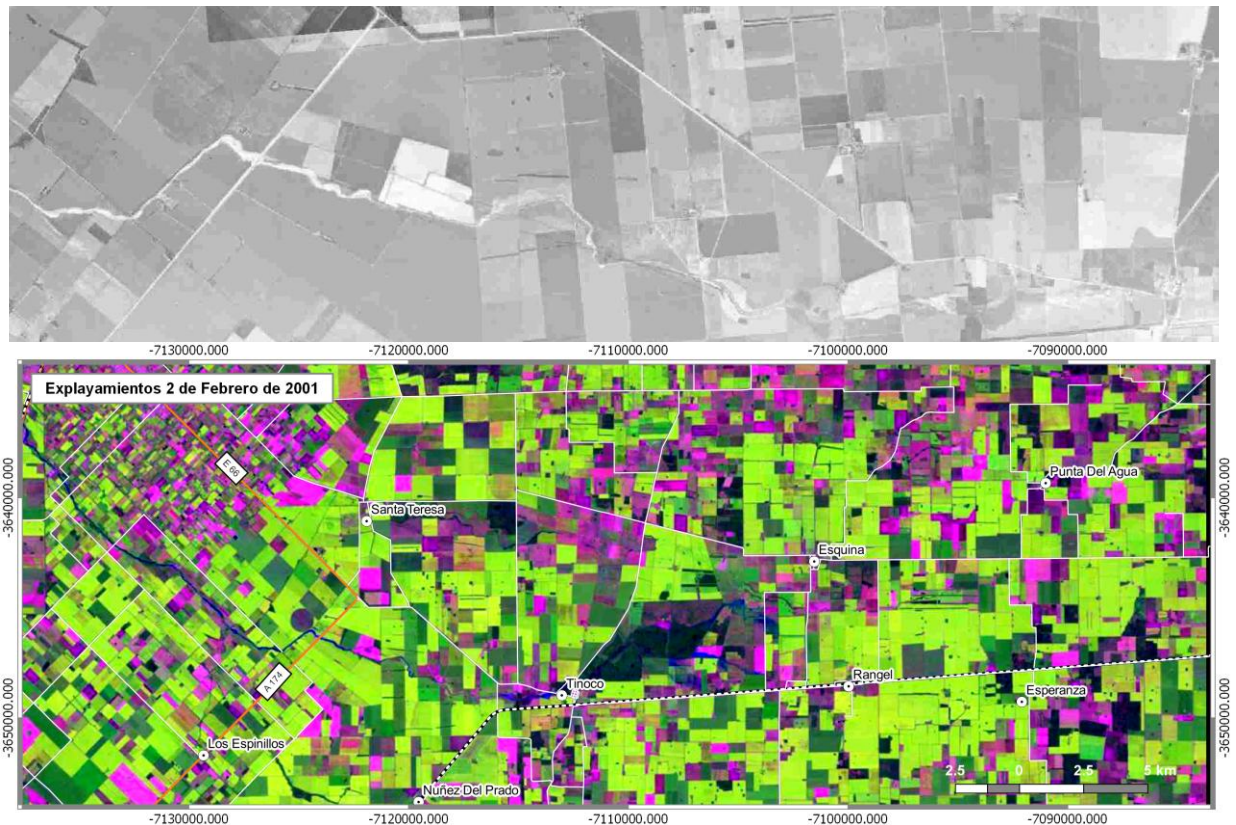 -7130000.000 -7120000.000 -7110000.000 -7100000.000 -7090000.000
Explayamientos 2 de Febrero de 2001
E 66
Punta Del Agua
-3640000.000 -3640000.000
Santa Teresa
Esquina
A 174
Tinoco
Rangel
Esperanza
-3650000.000 -3650000.000
Los Espinillos
2.5 0 2.5 5 km
Nuñez Del Prado
-7130000.000 -7120000.000 -7110000.000 -7100000.000 -7090000.000